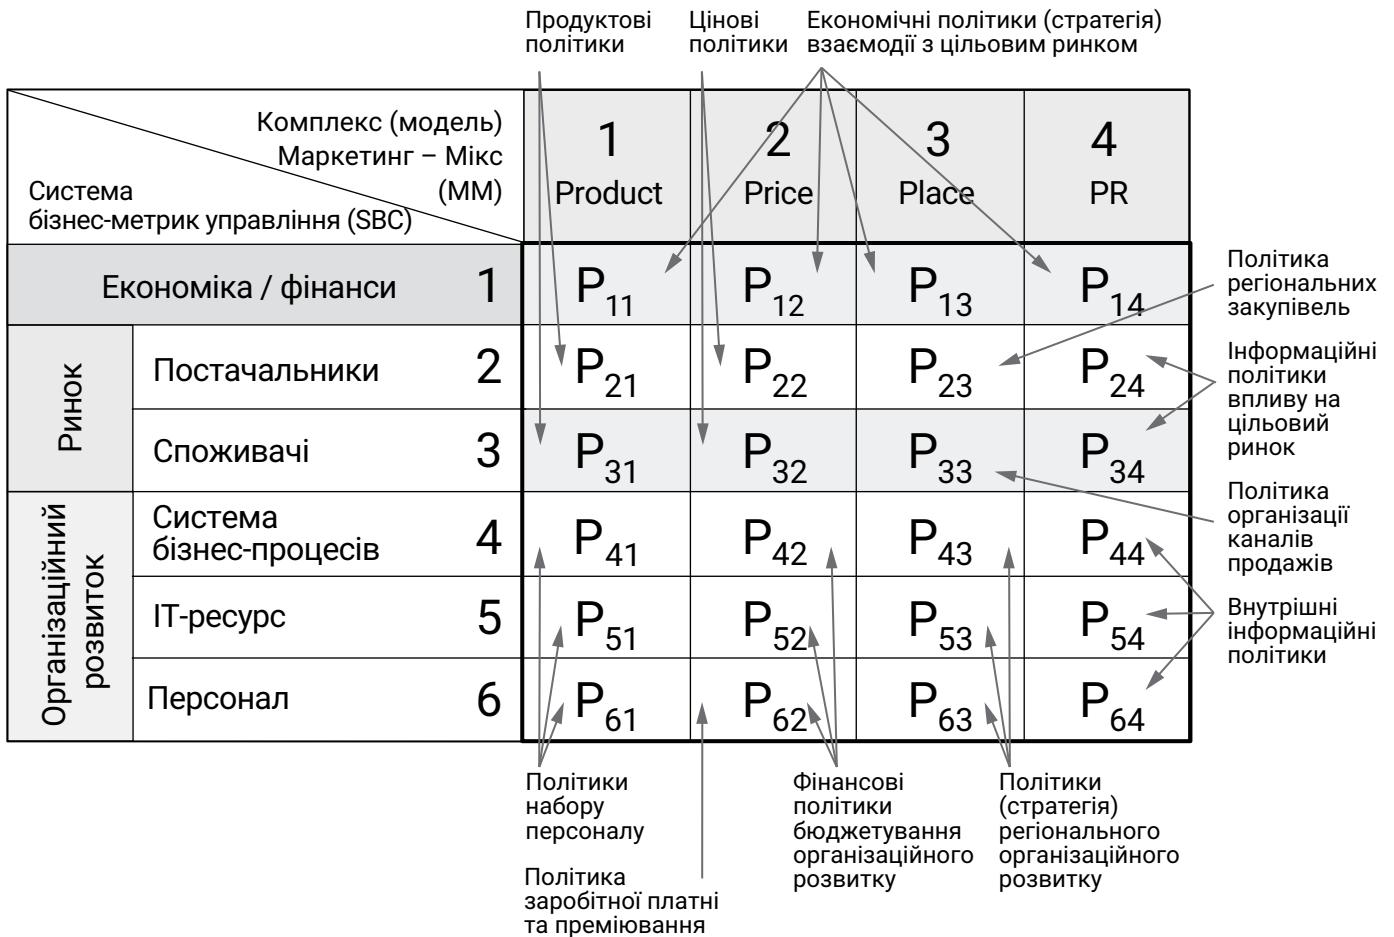 Продуктові
політики
Цінові
політики
Економічні політики (стратегія)
взаємодії з цільовим ринком
Комплекс (модель)
Маркетинг – Мікс
(ММ)
Система
бізнес-метрик управління (SBC)
1
Product
2
Price
3
Place
4
PR
Економіка / фінанси 1
P11 P12 P13 P14
Політика
регіональних
закупівель
Ринок
Постачальники 2
P21 P22 P23 P24
Інформаційні
політики
впливу на
цільовий
ринок
Споживачі 3
P31 P32 P33 P34
Політика
організації
каналів
продажів
Організаційний
розвиток
Система
бізнес-процесів 4
P41 P42 P43 P44
ІТ-ресурс 5
P51 P52 P53 P54
Внутрішні
інформаційні
політики
Персонал 6
P61 P62 P63 P64
Політики
набору
персоналу
Політика
заробітної платні
та преміювання
Фінансові
політики
бюджетування
організаційного
розвитку
Політики
(стратегія)
регіонального
організаційного
розвитку